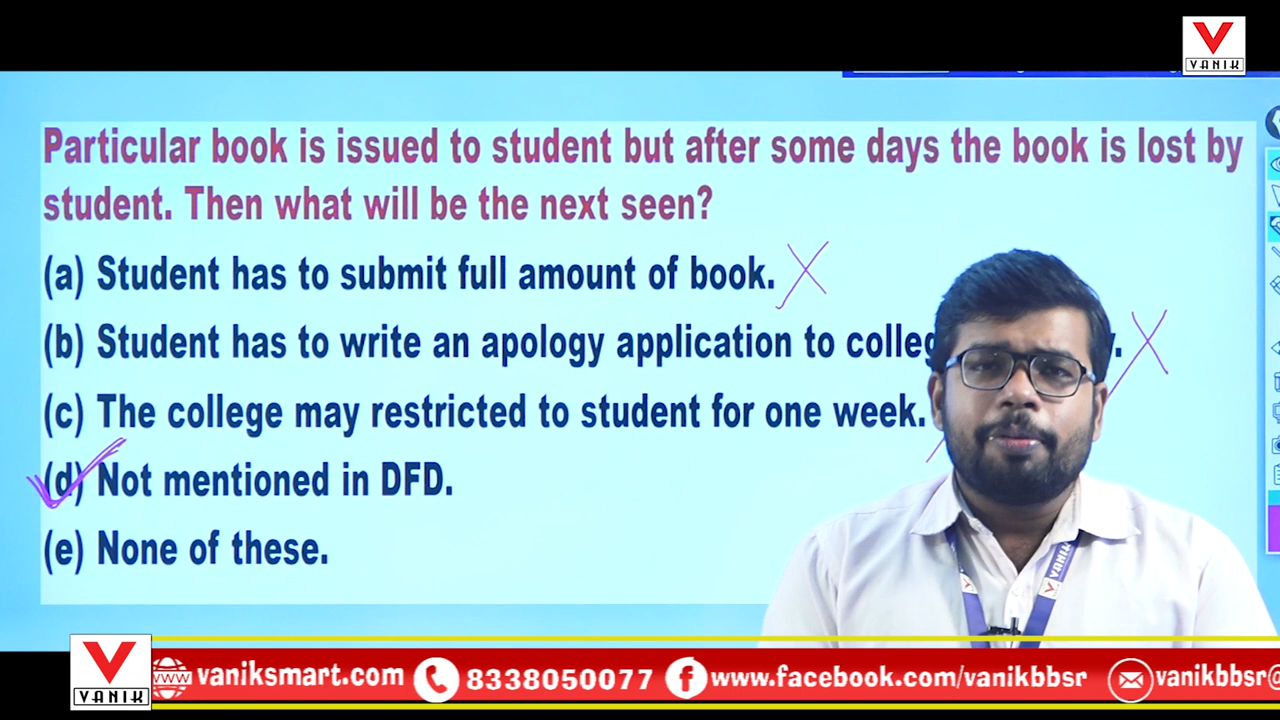 VANIK
Particular book is issued to student but after some days the book is lost by
student. Then what will be the next seen?
(a) Student has to submit full amount of book.
(b) Student has to write an apology application to
(c) The college may restricted to student for one week.
(d) Not mentioned in DFD.
(e) None of these.
VANIK
VANIK
www vaniksmart.com 8338050077 f www.facebook.com/vanikbbsr vanikbbsr@